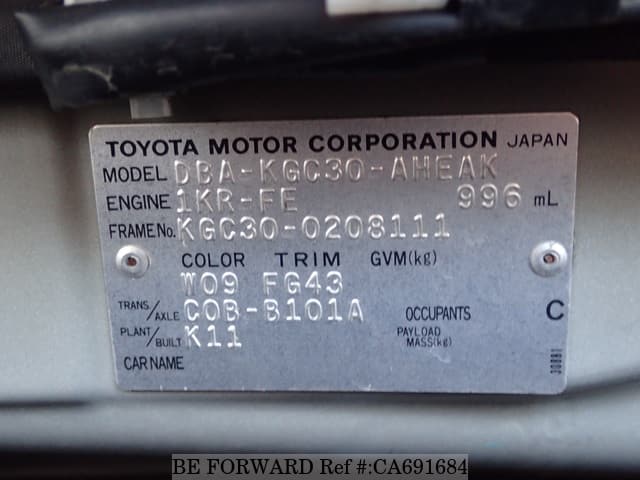 TOYOTA MOTOR CORPORATION JAPAN
MODEL DBA-KGC30-AHEAK
ENGINE 1KR-FE 996 mL
FRAME No. KGC30-0208111
COLOR TRIM GVM(kg)
W09 FG43
TRANS/AXLE C0B-B101A OCCUPANTS C
PLANT/BUILT K11 PAYLOAD MASS(kg)
CAR NAME
30881
BE FORWARD Ref #:CA691684